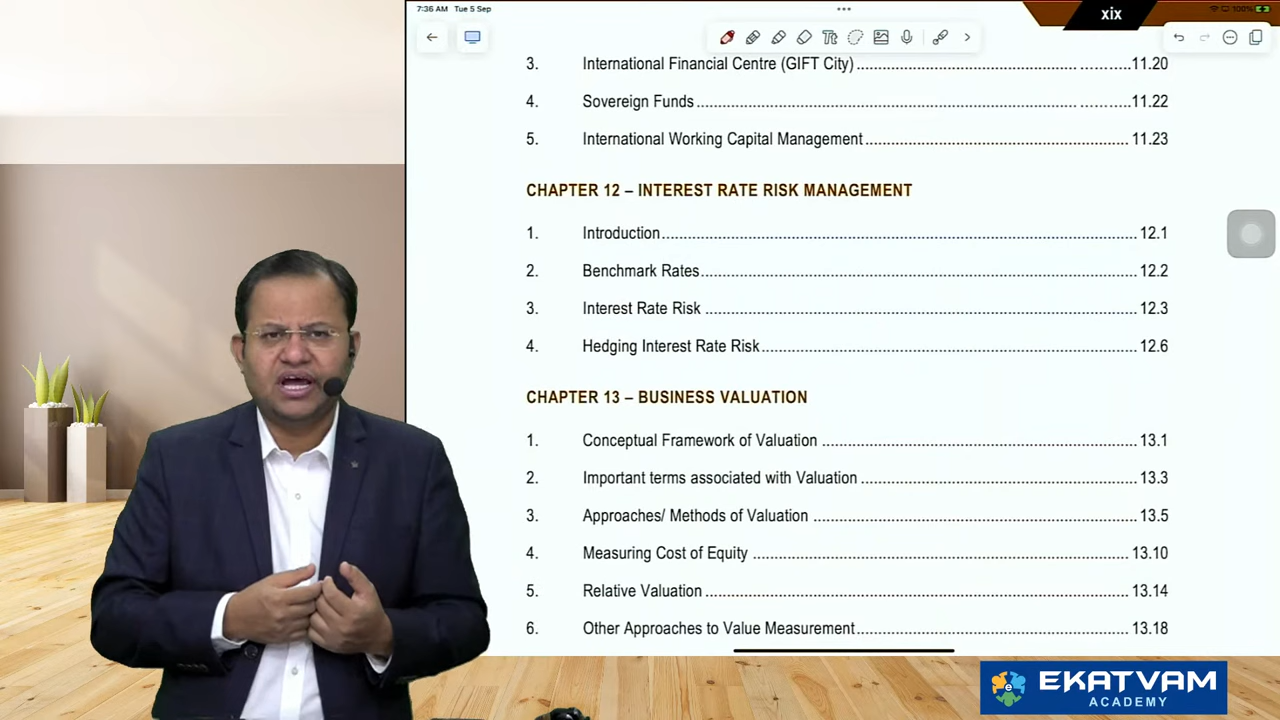 7:36 AM Tue 5 Sep
100%
xix
3. International Financial Centre (GIFT City) ........................................................ ..........11.20
4. Sovereign Funds........................................................................................ ..........11.22
5. International Working Capital Management................................................................ 11.23
CHAPTER 12 – INTEREST RATE RISK MANAGEMENT
1. Introduction............................................................................................................ 12.1
2. Benchmark Rates..................................................................................................... 12.2
3. Interest Rate Risk .................................................................................................... 12.3
4. Hedging Interest Rate Risk........................................................................................ 12.6
CHAPTER 13 – BUSINESS VALUATION
1. Conceptual Framework of Valuation .......................................................................... 13.1
2. Important terms associated with Valuation ................................................................. 13.3
3. Approaches/ Methods of Valuation ............................................................................ 13.5
4. Measuring Cost of Equity ......................................................................................... 13.10
5. Relative Valuation ................................................................................................... 13.14
6. Other Approaches to Value Measurement.................................................................. 13.18
EKATVAM
ACADEMY